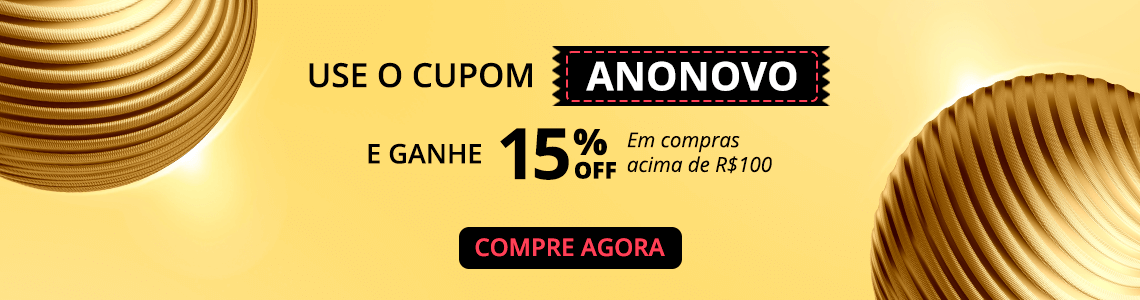 USE O CUPOM ANONOVO
E GANHE 15% OFF Em compras
acima de R$100
COMPRE AGORA